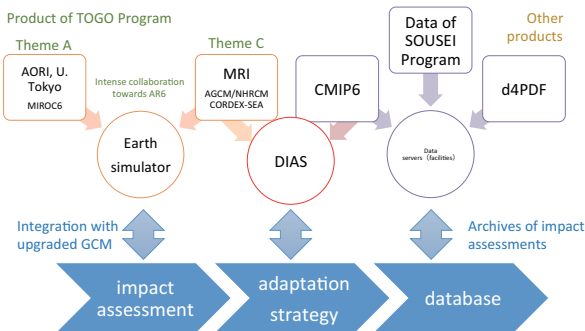 Product of TOGO Program
Theme A
Theme C
Other
products
AORI, U.
Tokyo
MIROC6
Intense collaboration
towards AR6
MRI
AGCM/NHRCM
CORDEX-SEA
CMIP6
Data of
SOUSEI
Program
d4PDF
Earth
simulator
DIAS
Data
servers（facilities）
Integration with
upgraded GCM
Archives of impact
assessments
impact
assessment
adaptation
strategy
database